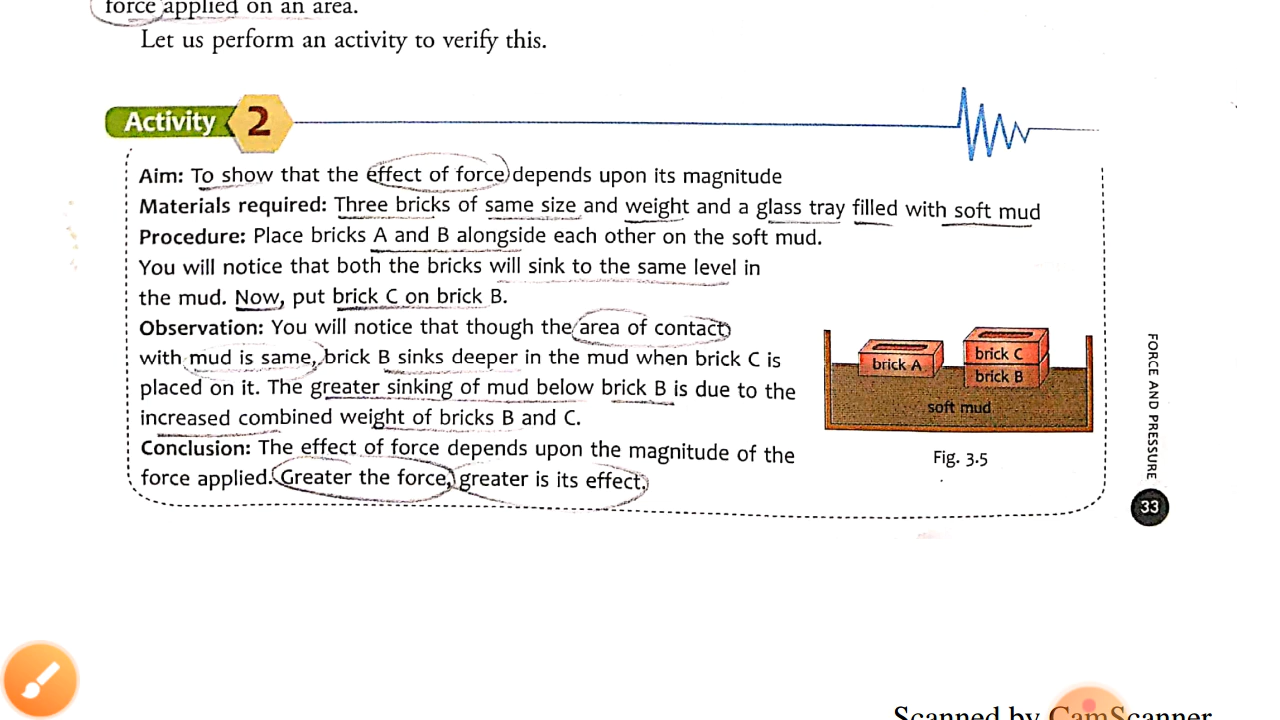 force applied on an area.
Let us perform an activity to verify this.
Activity 2
Aim: To show that the effect of force depends upon its magnitude
Materials required: Three bricks of same size and weight and a glass tray filled with soft mud
Procedure: Place bricks A and B alongside each other on the soft mud.
You will notice that both the bricks will sink to the same level in
the mud. Now, put brick C on brick B.
Observation: You will notice that though the area of contact
with mud is same, brick B sinks deeper in the mud when brick C is
placed on it. The greater sinking of mud below brick B is due to the
increased combined weight of bricks B and C.
Conclusion: The effect of force depends upon the magnitude of the
force applied. Greater the force, greater is its effect.
brick A
brick C
brick B
soft mud
Fig. 3.5
FORCE AND PRESSURE
33
Scanned by CamScanner